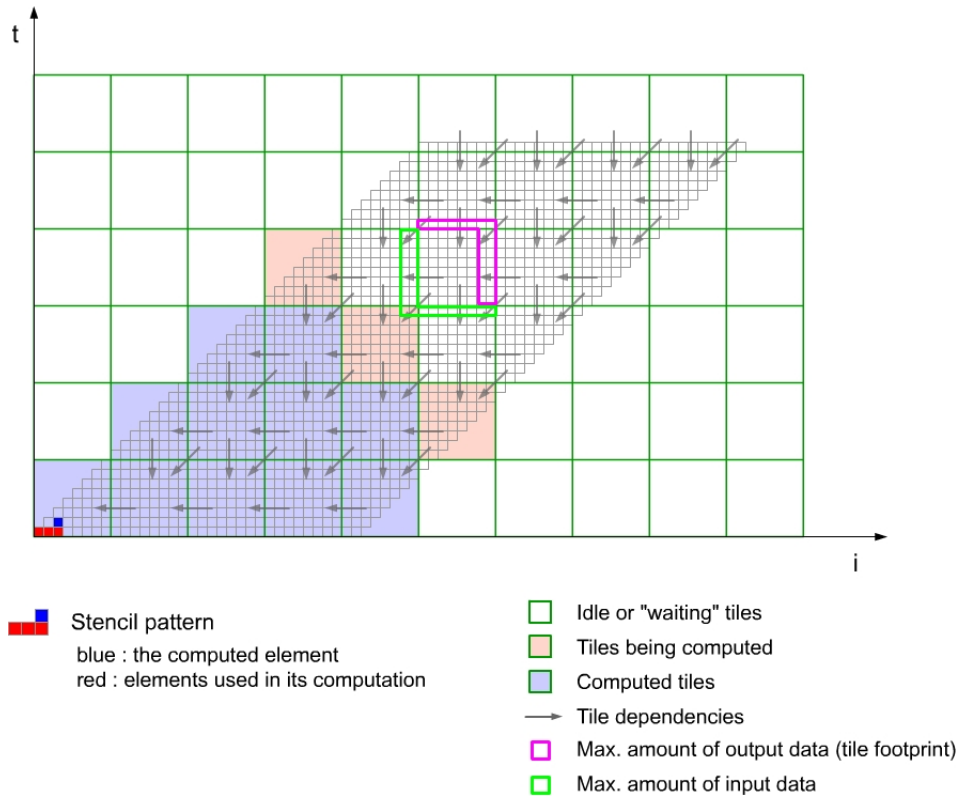 t
i
Stencil pattern
blue : the computed element
red : elements used in its computation
Idle or "waiting" tiles
Tiles being computed
Computed tiles
Tile dependencies
Max. amount of output data (tile footprint)
Max. amount of input data